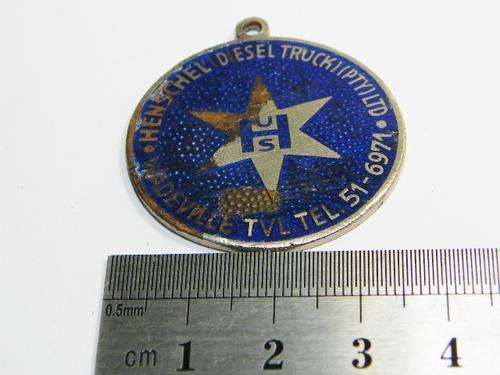 HENSCHEL (DIESEL TRUCK) (PTY) LTD
WADEVILLE TVL TEL. 51-6971
U
S
0.5mm
cm 1 2 3 4